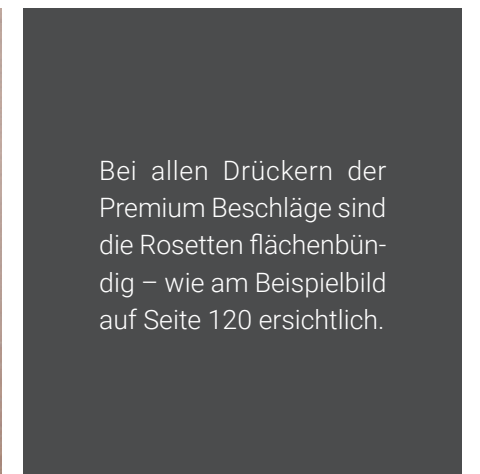 Bei allen Drückern der
Premium Beschläge sind
die Rosetten flächenbün-
dig – wie am Beispielbild
auf Seite 120 ersichtlich.